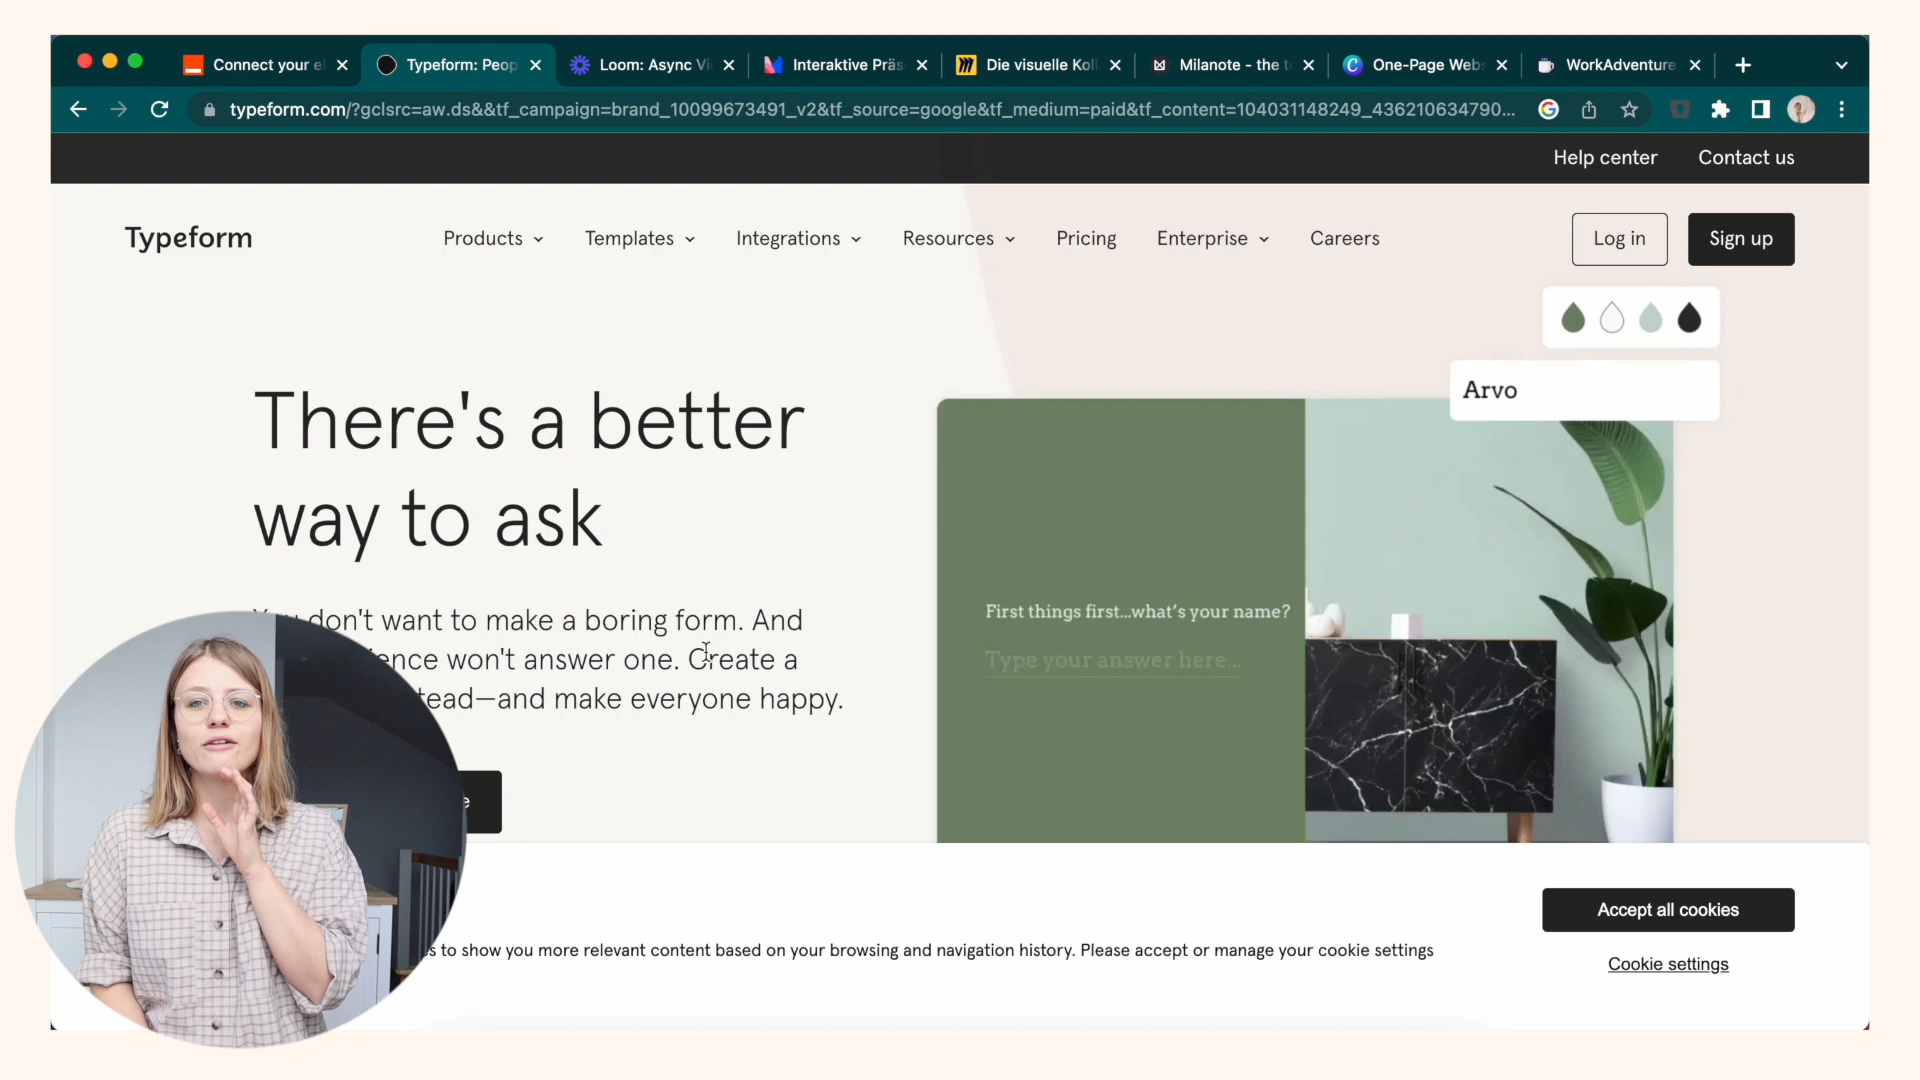 Connect your e
Typeform: Peop
Loom: Async Vi
Interaktive Präs
Die visuelle Koll
Milanote - the t
One-Page Webs
WorkAdventure
typeform.com/?gclsrc=aw.ds&&tf_campaign=brand_10099673491_v2&tf_source=google&tf_medium=paid&tf_content=104031148249_436210634790...
Help center Contact us
Typeform
Products Templates Integrations Resources Pricing Enterprise Careers
Log in Sign up
Arvo
There's a better
way to ask
don't want to make a boring form. And
ence won't answer one. Create a
tead—and make everyone happy.
First things first...what's your name?
Type your answer here...
to show you more relevant content based on your browsing and navigation history. Please accept or manage your cookie settings
Accept all cookies
Cookie settings